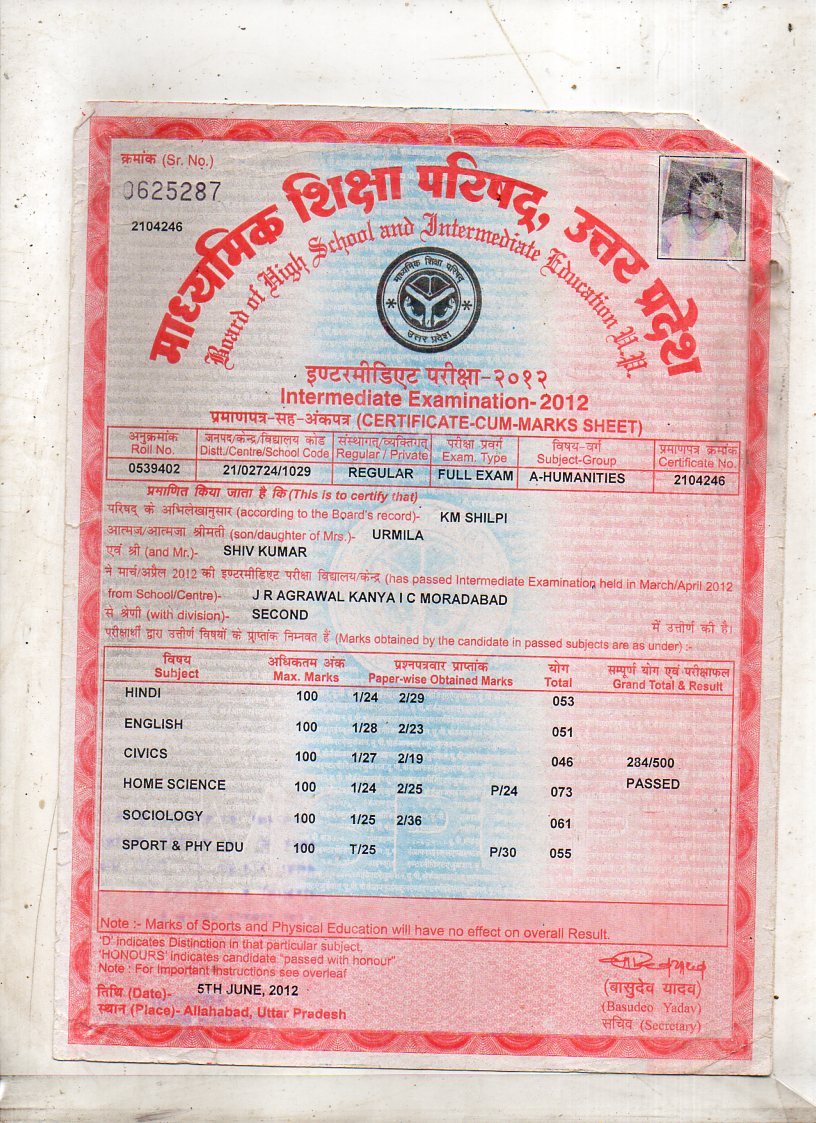 क्रमांक (Sr. No.)
0625287
2104246
माध्यमिक शिक्षा परिषद्, उत्तर प्रदेश
Board of High School and Intermediate Education U.P.
माध्यमिक शिक्षा परिषद
उत्तर प्रदेश
इण्टरमीडिएट परीक्षा-२०१२
Intermediate Examination-2012
प्रमाणपत्र-सह-अंकपत्र (CERTIFICATE-CUM-MARKS SHEET)
अनुक्रमांक जनपद/केन्द्र/विद्यालय कोड संस्थागत/व्यक्तिगत परीक्षा प्रवर्ग विषय-वर्ग प्रमाणपत्र क्रमांक
Roll No. Distt./Centre/School Code Regular / Private Exam. Type Subject-Group Certificate No.
0539402 21/02724/1029 REGULAR FULL EXAM A-HUMANITIES 2104246
प्रमाणित किया जाता है कि (This is to certify that)
परिषद् के अभिलेखानुसार (according to the Board's record)- KM SHILPI
आत्मज/आत्मजा श्रीमती (son/daughter of Mrs.)- URMILA
एवं श्री (and Mr.)- SHIV KUMAR
ने मार्च/अप्रैल 2012 की इण्टरमीडिएट परीक्षा विद्यालय/केन्द्र (has passed Intermediate Examination held in March/April 2012
from School/Centre)- J R AGRAWAL KANYA I C MORADABAD
से श्रेणी (with division)- SECOND में उत्तीर्ण की है।
परीक्षार्थी द्वारा उत्तीर्ण विषयों के प्राप्तांक निम्नवत हैं (Marks obtained by the candidate in passed subjects are as under) :-
विषय अधिकतम अंक प्रश्नपत्रवार प्राप्तांक योग सम्पूर्ण योग एवं परीक्षाफल
Subject Max. Marks Paper-wise Obtained Marks Total Grand Total & Result
HINDI 100 1/24 2/29 053
ENGLISH 100 1/28 2/23 051
CIVICS 100 1/27 2/19 046 284/500
HOME SCIENCE 100 1/24 2/25 P/24 073 PASSED
SOCIOLOGY 100 1/25 2/36 061
SPORT & PHY EDU 100 T/25 P/30 055
Note :- Marks of Sports and Physical Education will have no effect on overall Result.
'D' indicates Distinction in that particular subject,
'HONOURS' indicates candidate "passed with honour"
Note : For Important Instructions see overleaf
तिथि (Date)- 5TH JUNE, 2012
स्थान (Place)- Allahabad, Uttar Pradesh
(बासुदेव यादव)
(Basudeo Yadav)
सचिव (Secretary)